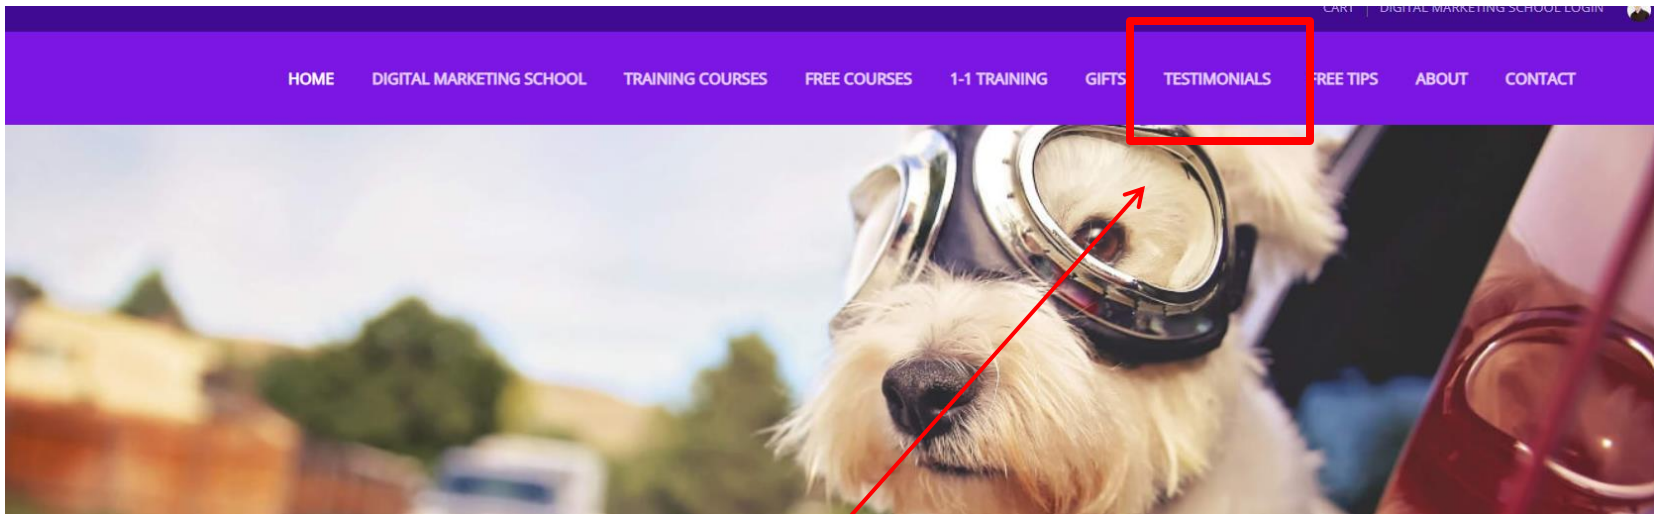 CART | DIGITAL MARKETING SCHOOL LOGIN
HOME DIGITAL MARKETING SCHOOL TRAINING COURSES FREE COURSES 1-1 TRAINING GIFTS TESTIMONIALS FREE TIPS ABOUT CONTACT